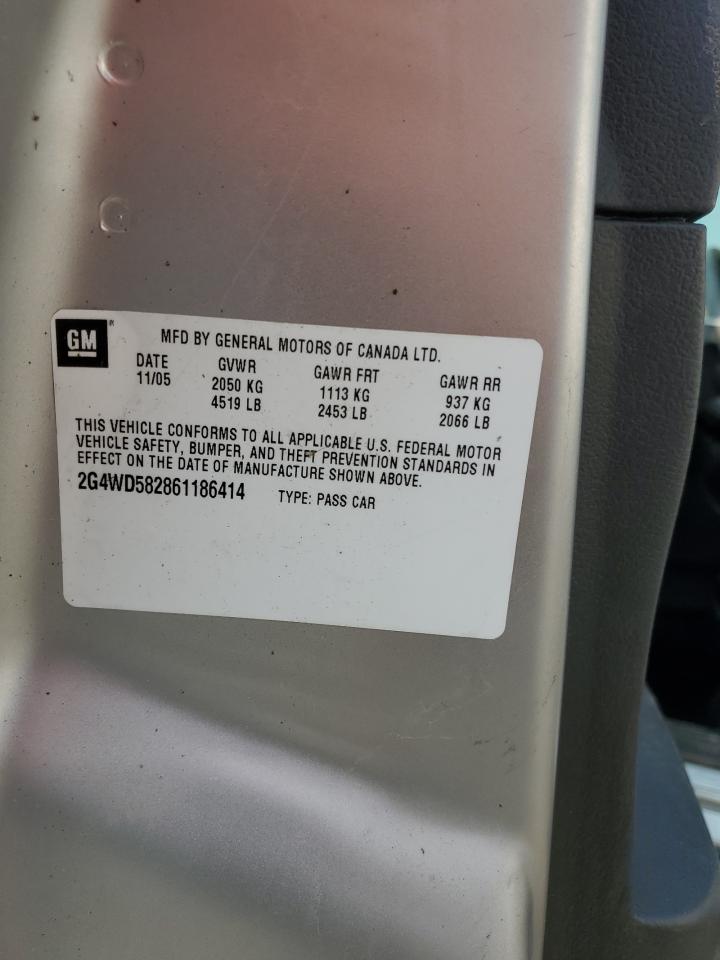 GM ®
MFD BY GENERAL MOTORS OF CANADA LTD.
DATE GVWR GAWR FRT GAWR RR
11/05 2050 KG 1113 KG 937 KG
4519 LB 2453 LB 2066 LB
THIS VEHICLE CONFORMS TO ALL APPLICABLE U.S. FEDERAL MOTOR
VEHICLE SAFETY, BUMPER, AND THEFT PREVENTION STANDARDS IN
EFFECT ON THE DATE OF MANUFACTURE SHOWN ABOVE.
2G4WD582861186414 TYPE: PASS CAR